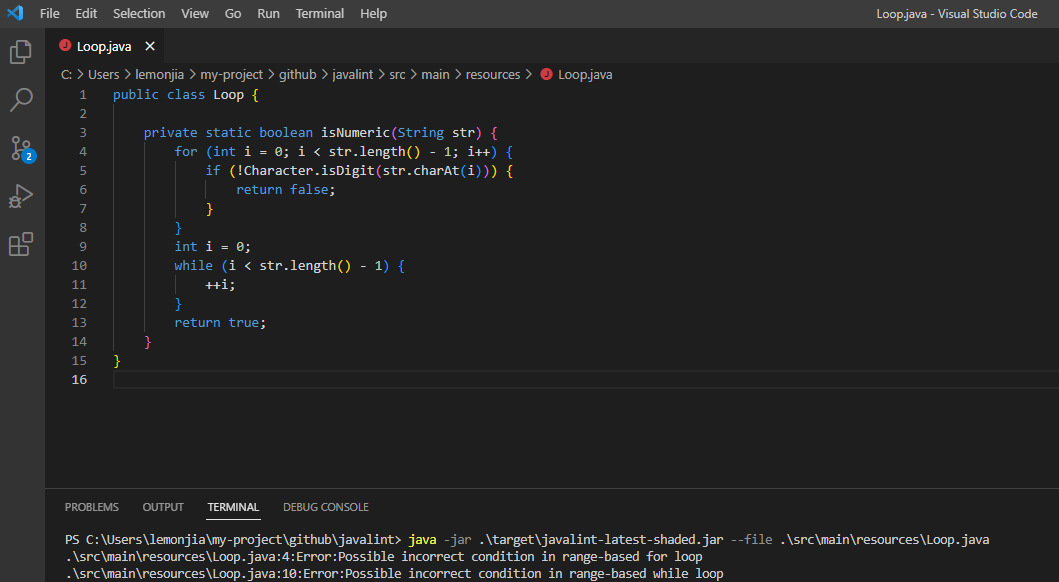 File Edit Selection View Go Run Terminal Help Loop.java - Visual Studio Code
J Loop.java ✕
C: > Users > lemonjia > my-project > github > javalint > src > main > resources > J Loop.java
1 public class Loop {
2
3     private static boolean isNumeric(String str) {
4         for (int i = 0; i < str.length() - 1; i++) {
5             if (!Character.isDigit(str.charAt(i))) {
6                 return false;
7             }
8         }
9         int i = 0;
10         while (i < str.length() - 1) {
11             ++i;
12         }
13         return true;
14     }
15 }
16
2
PROBLEMS OUTPUT TERMINAL DEBUG CONSOLE
PS C:\Users\lemonjia\my-project\github\javalint> java -jar .\target\javalint-latest-shaded.jar --file .\src\main\resources\Loop.java
.\src\main\resources\Loop.java:4:Error:Possible incorrect condition in range-based for loop
.\src\main\resources\Loop.java:10:Error:Possible incorrect condition in range-based while loop